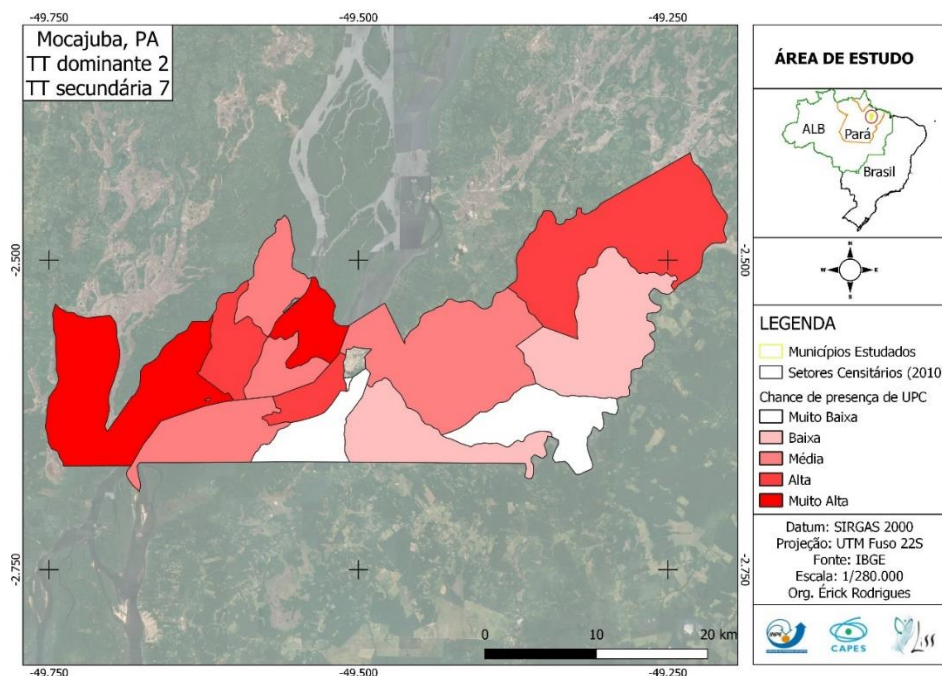 -49.750
-49.500
-49.250
Mocajuba, PA
TT dominante 2
TT secundária 7
-2.500
-2.500
-2.750
-2.750
0
10
20 km
-49.750
-49.500
-49.250
ÁREA DE ESTUDO
ALB
Pará
Brasil
N
W
E
S
LEGENDA
Municípios Estudados
Setores Censitários (2010
Chance de presença de UPC
Muito Baixa
Baixa
Média
Alta
Muito Alta
Datum: SIRGAS 2000
Projeção: UTM Fuso 22S
Fonte: IBGE
Escala: 1/280.000
Org. Érick Rodrigues
INPE
CAPES
Liss